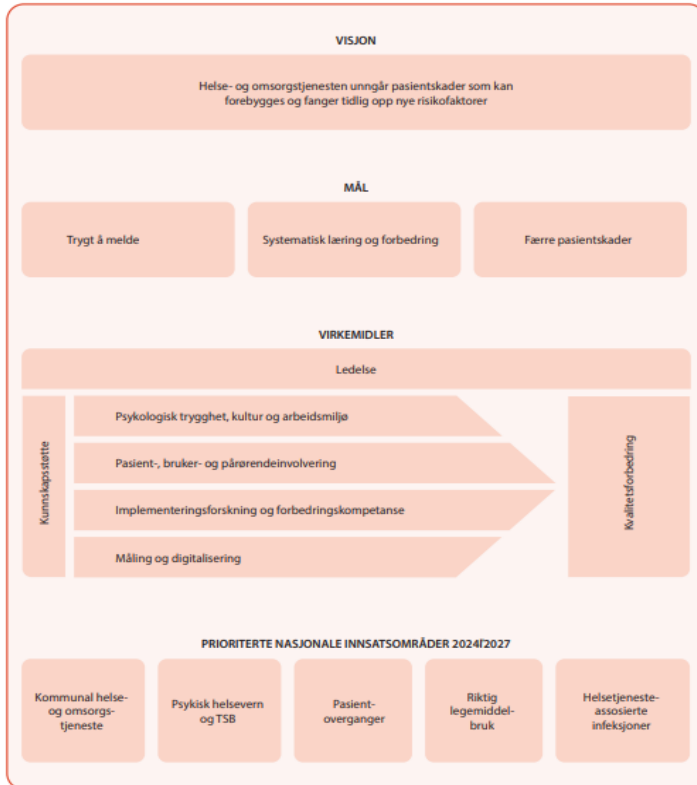 VISJON
Helse- og omsorgstjenesten unngår pasientskader som kan
forebygges og fanger tidlig opp nye risikofaktorer
MÅL
Trygt å melde
Systematisk læring og forbedring
Færre pasientskader
VIRKEMIDLER
Ledelse
Kunnskapsstøtte
Psykologisk trygghet, kultur og arbeidsmiljø
Pasient-, bruker- og pårørendeinvolvering
Implementeringsforskning og forbedringskompetanse
Måling og digitalisering
Kvalitetsforbedring
PRIORITERTE NASJONALE INNSATSOMRÅDER 2024ſ2027
Kommunal helse-
og omsorgs-
tjeneste
Psykisk helsevern
og TSB
Pasient-
overganger
Riktig
legemiddel-
bruk
Helsetjeneste-
assosierte
infeksjoner